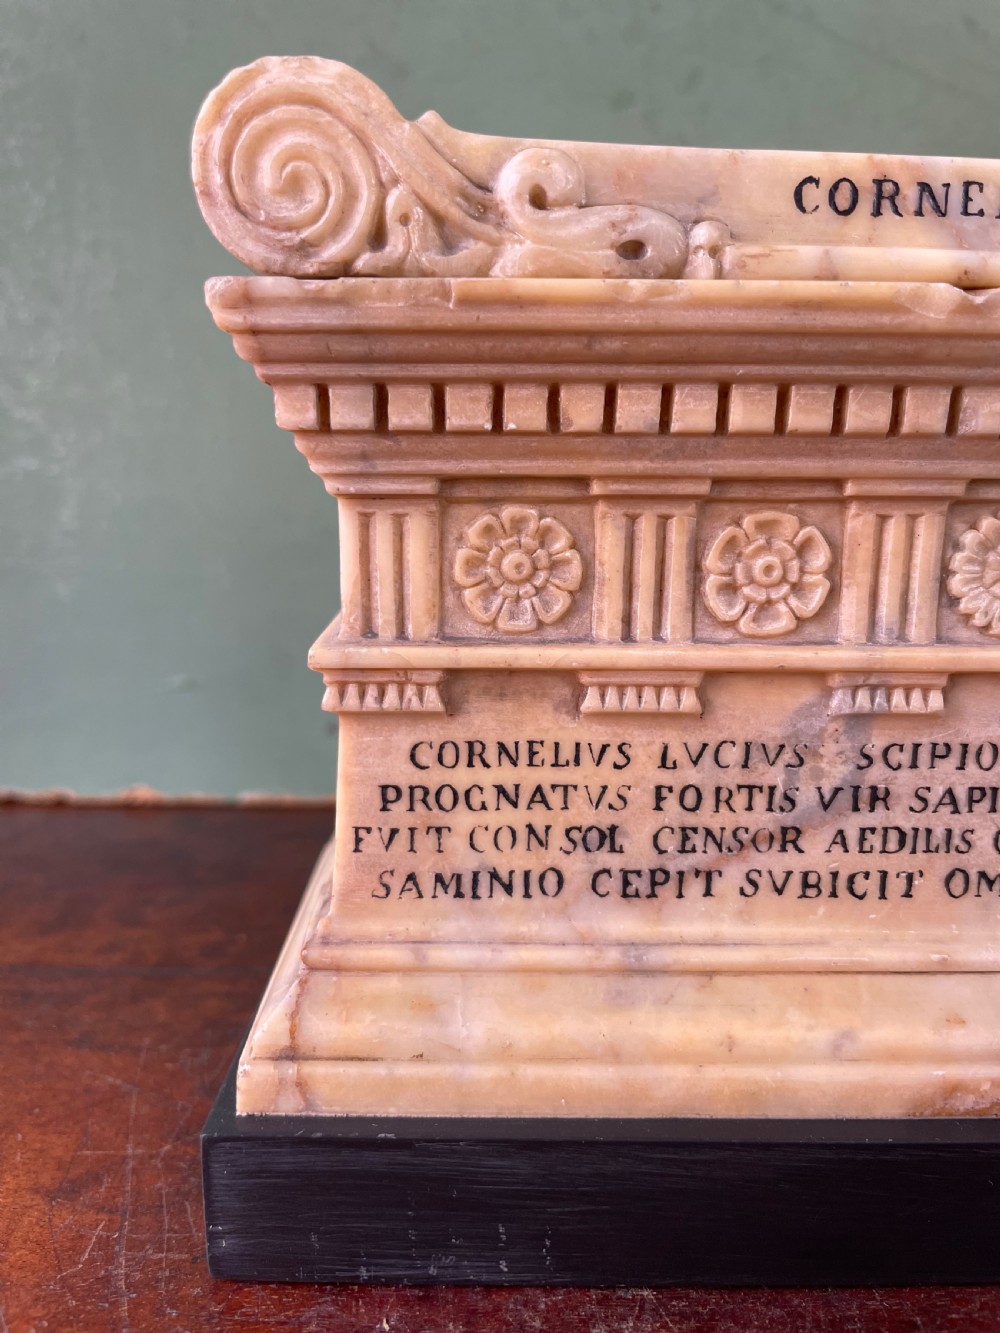 CORNE
CORNELIVS LVCIVS SCIPIO
PROGNATVS FORTIS VIR SAPI
FVIT CONSOL CENSOR AEDILIS
SAMINIO CEPIT SVBICIT OM